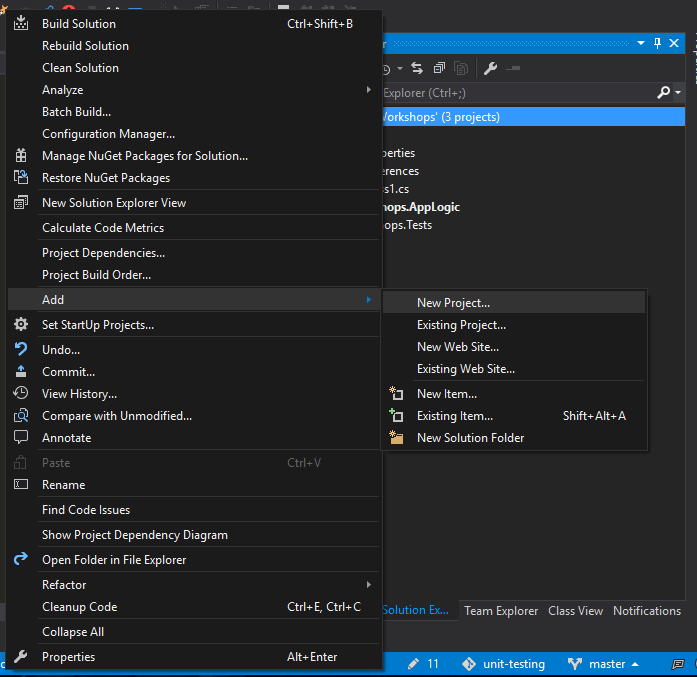 Build Solution Ctrl+Shift+B
Rebuild Solution
Clean Solution
Analyze
Batch Build...
Configuration Manager...
Manage NuGet Packages for Solution...
Restore NuGet Packages
New Solution Explorer View
Calculate Code Metrics
Project Dependencies...
Project Build Order...
Add
Set StartUp Projects...
Undo...
Commit...
View History...
Compare with Unmodified...
Annotate
Paste Ctrl+V
Rename
Find Code Issues
Show Project Dependency Diagram
Open Folder in File Explorer
Refactor
Cleanup Code Ctrl+E, Ctrl+C
Collapse All
Properties Alt+Enter
New Project...
Existing Project...
New Web Site...
Existing Web Site...
New Item...
Existing Item... Shift+Alt+A
New Solution Folder
Explorer (Ctrl+;)
Workshops' (3 projects)
perties
erences
ss1.cs
hops.AppLogic
ops.Tests
Solution Ex... Team Explorer Class View Notifications
11 unit-testing master